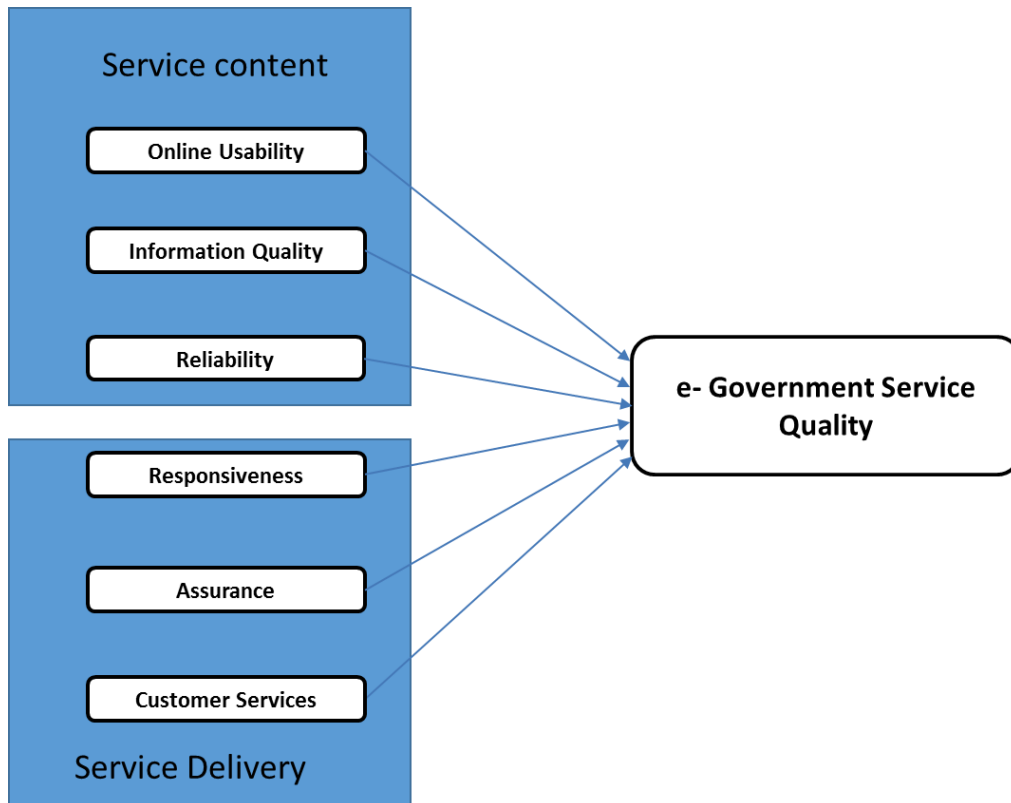 Service content
Online Usability
Information Quality
Reliability
Responsiveness
Assurance
Customer Services
Service Delivery
e- Government Service
Quality